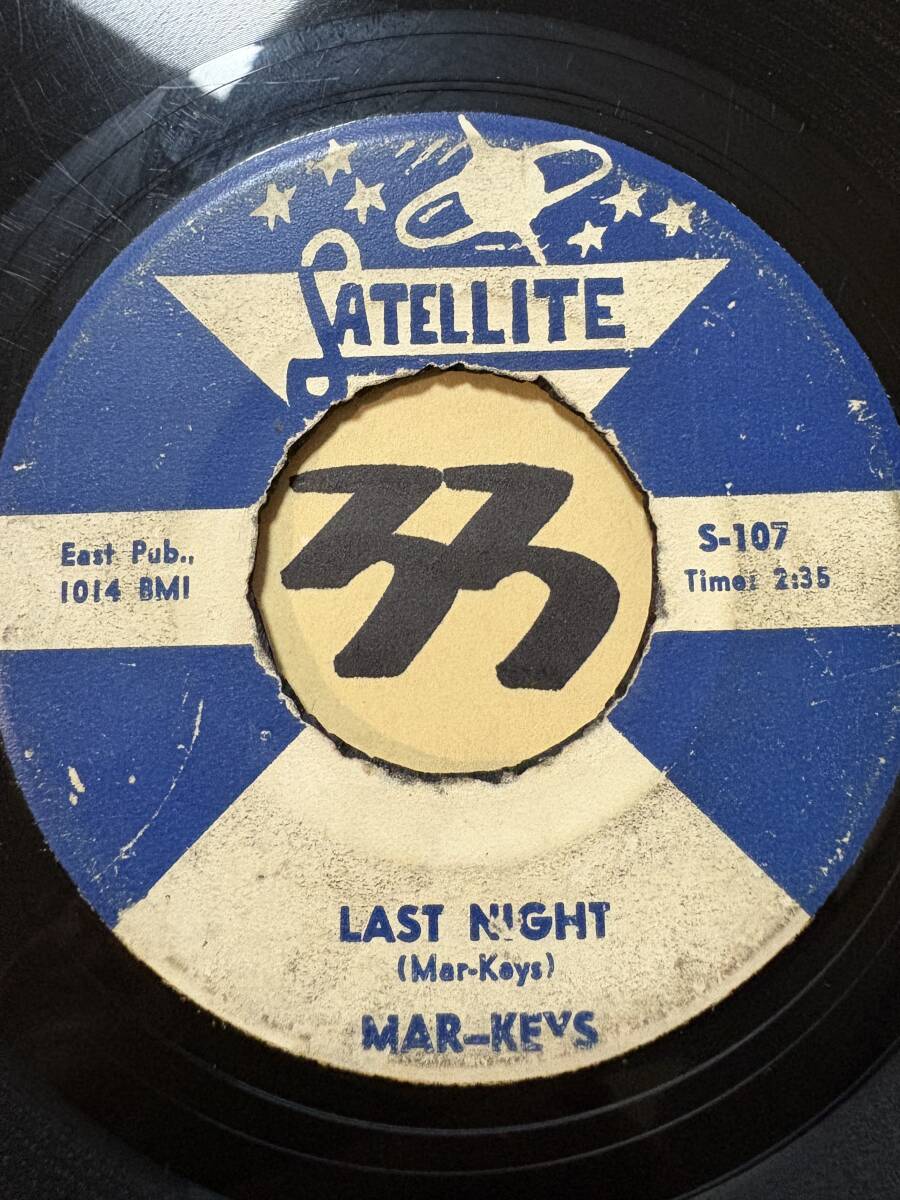 SATELLITE
East Pub.,
1014 BMI
S-107
Time: 2:35
LAST NIGHT
(Mar-Keys)
MAR-KEYS